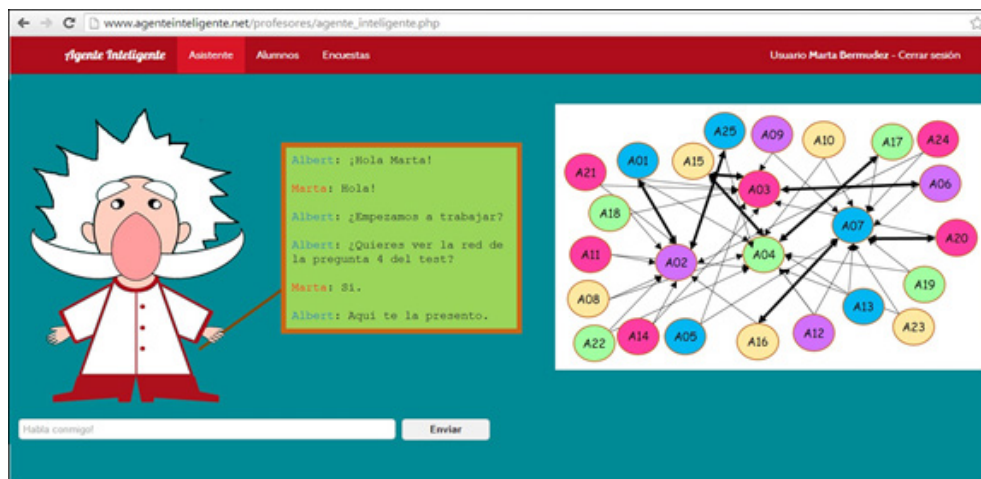 www.agenteinteligente.net/profesores/agente_inteligente.php
Agente Inteligente Asistente Alumnos Encuestas Usuario Marta Bermudez - Cerrar sesión
Albert: ¡Hola Marta!
Marta: Hola!
Albert: ¿Empezamos a trabajar?
Albert: ¿Quieres ver la red de
la pregunta 4 del test?
Marta: Si.
Albert: Aqui te la presento.
Habla conmigo!
Enviar
A25
A09
A10
A17
A24
A01
A15
A21
A03
A06
A18
A07
A20
A11
A02
A04
A19
A08
A13
A22
A14
A05
A16
A12
A23